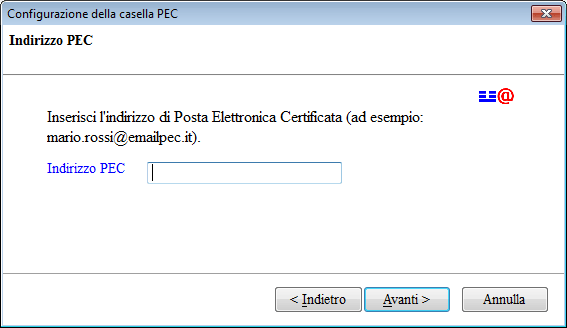 Configurazione della casella PEC
Indirizzo PEC
Inserisci l'indirizzo di Posta Elettronica Certificata (ad esempio:
mario.rossi@emailpec.it).
Indirizzo PEC
< Indietro Avanti > Annulla